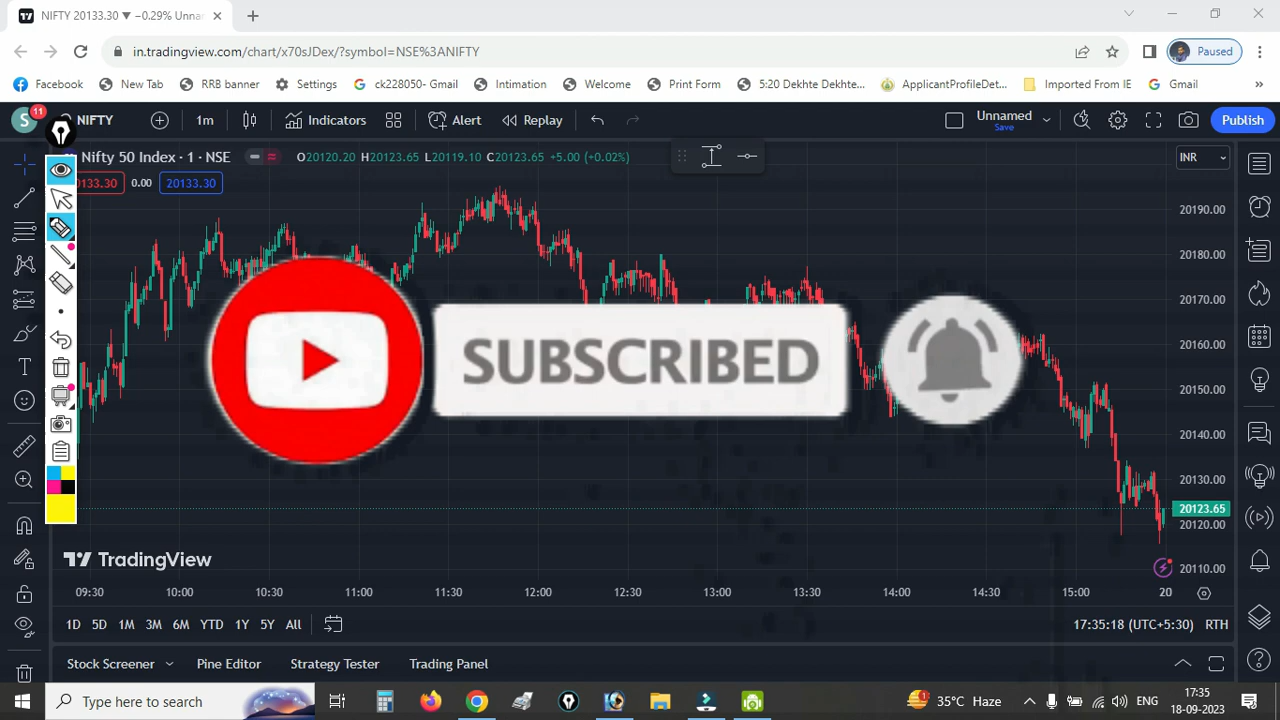 NIFTY 20133.30 ▼ −0.29% Unna
in.tradingview.com/chart/x70sJDex/?symbol=NSE%3ANIFTY
Paused
Facebook
New Tab
RRB banner
Settings
ck228050- Gmail
Intimation
Welcome
Print Form
5:20 Dekhte Dekhte...
ApplicantProfileDet...
Imported From IE
Gmail
»
S
11
NIFTY
1m
Indicators
Alert
Replay
Unnamed
Save
Publish
Nifty 50 Index · 1 · NSE
O20120.20 H20123.65 L20119.10 C20123.65 +5.00 (+0.02%)
INR
0133.30
0.00
20133.30
20190.00
20180.00
20170.00
20160.00
20150.00
20140.00
20130.00
20123.65
20120.00
20110.00
SUBSCRIBED
TradingView
09:30 10:00 10:30 11:00 11:30 12:00 12:30 13:00 13:30 14:00 14:30 15:00 20
1D 5D 1M 3M 6M YTD 1Y 5Y All
17:35:18 (UTC+5:30) RTH
Stock Screener
Pine Editor
Strategy Tester
Trading Panel
Type here to search
1
35°C Haze
ENG
17:35
18-09-2023